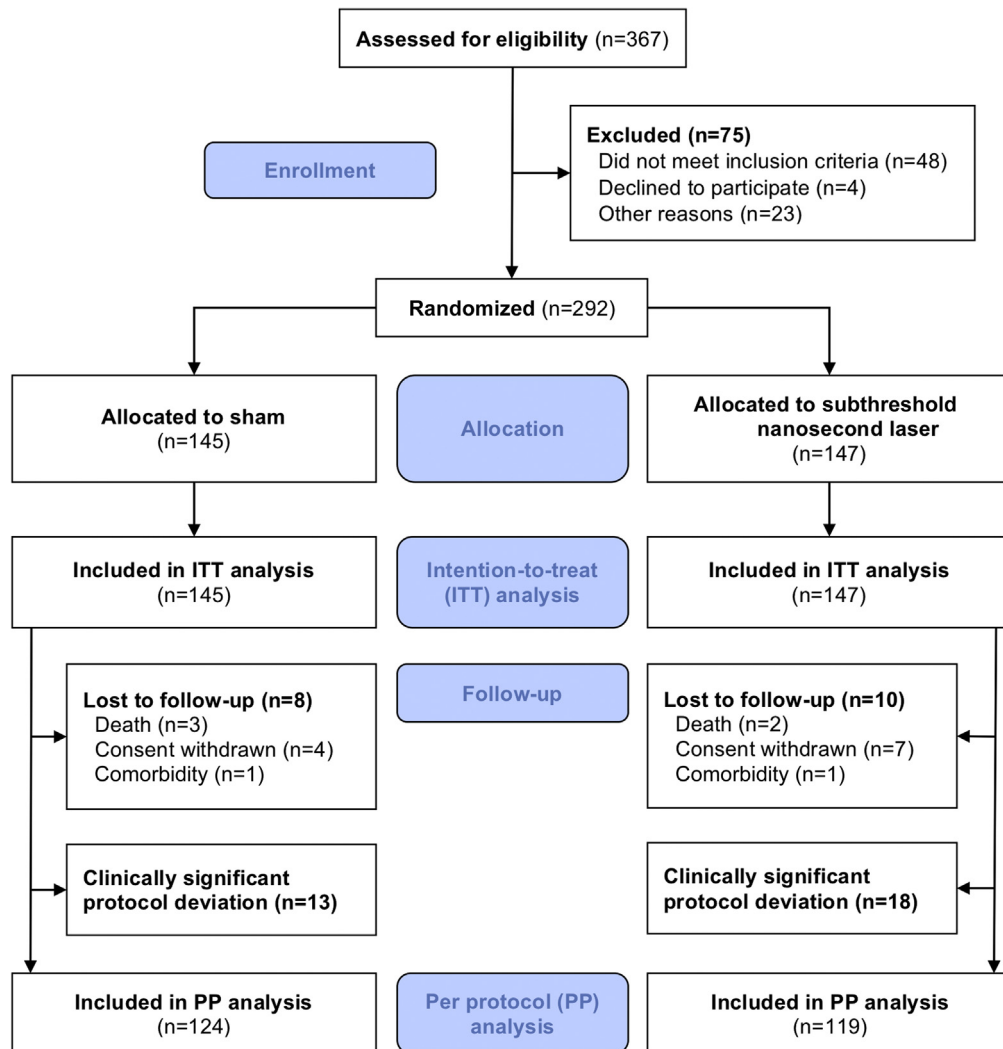 Assessed for eligibility (n=367)
Enrollment
Excluded (n=75)
Did not meet inclusion criteria (n=48)
Declined to participate (n=4)
Other reasons (n=23)
Randomized (n=292)
Allocated to sham
(n=145)
Allocation
Allocated to subthreshold
nanosecond laser
(n=147)
Included in ITT analysis
(n=145)
Intention-to-treat
(ITT) analysis
Included in ITT analysis
(n=147)
Lost to follow-up (n=8)
Death (n=3)
Consent withdrawn (n=4)
Comorbidity (n=1)
Follow-up
Lost to follow-up (n=10)
Death (n=2)
Consent withdrawn (n=7)
Comorbidity (n=1)
Clinically significant
protocol deviation (n=13)
Clinically significant
protocol deviation (n=18)
Included in PP analysis
(n=124)
Per protocol (PP)
analysis
Included in PP analysis
(n=119)